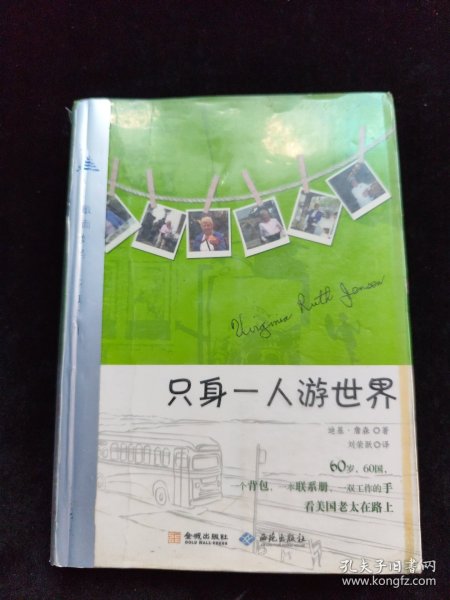 Virginia Ruth Jansen
只身一人游世界
迪基·詹森◎著
刘荣跃◎译
60岁,60国,
一个背包,一本联系册,一双工作的手
看美国老太在路上
金城出版社
GOLD WALL PRESS
西苑出版社
孔夫子旧书网
www.kongfz.com